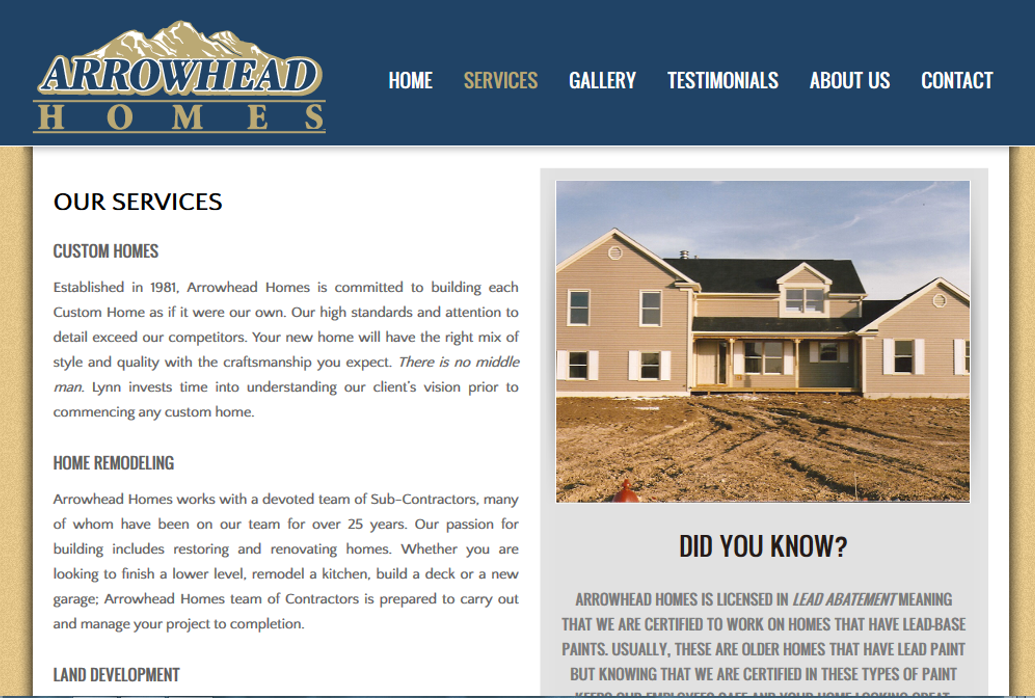 ARROWHEAD
HOMES
HOME SERVICES GALLERY TESTIMONIALS ABOUT US CONTACT
OUR SERVICES
CUSTOM HOMES
Established in 1981, Arrowhead Homes is committed to building each
Custom Home as if it were our own. Our high standards and attention to
detail exceed our competitors. Your new home will have the right mix of
style and quality with the craftsmanship you expect. There is no middle
man. Lynn invests time into understanding our client's vision prior to
commencing any custom home.
HOME REMODELING
Arrowhead Homes works with a devoted team of Sub-Contractors, many
of whom have been on our team for over 25 years. Our passion for
building includes restoring and renovating homes. Whether you are
looking to finish a lower level, remodel a kitchen, build a deck or a new
garage; Arrowhead Homes team of Contractors is prepared to carry out
and manage your project to completion.
LAND DEVELOPMENT
DID YOU KNOW?
ARROWHEAD HOMES IS LICENSED IN LEAD ABATEMENT MEANING
THAT WE ARE CERTIFIED TO WORK ON HOMES THAT HAVE LEAD-BASE
PAINTS. USUALLY, THESE ARE OLDER HOMES THAT HAVE LEAD PAINT
BUT KNOWING THAT WE ARE CERTIFIED IN THESE TYPES OF PAINT
KEEPS OUR EMPLOYEES SAFE AND YOUR HOME LOOKING GREAT